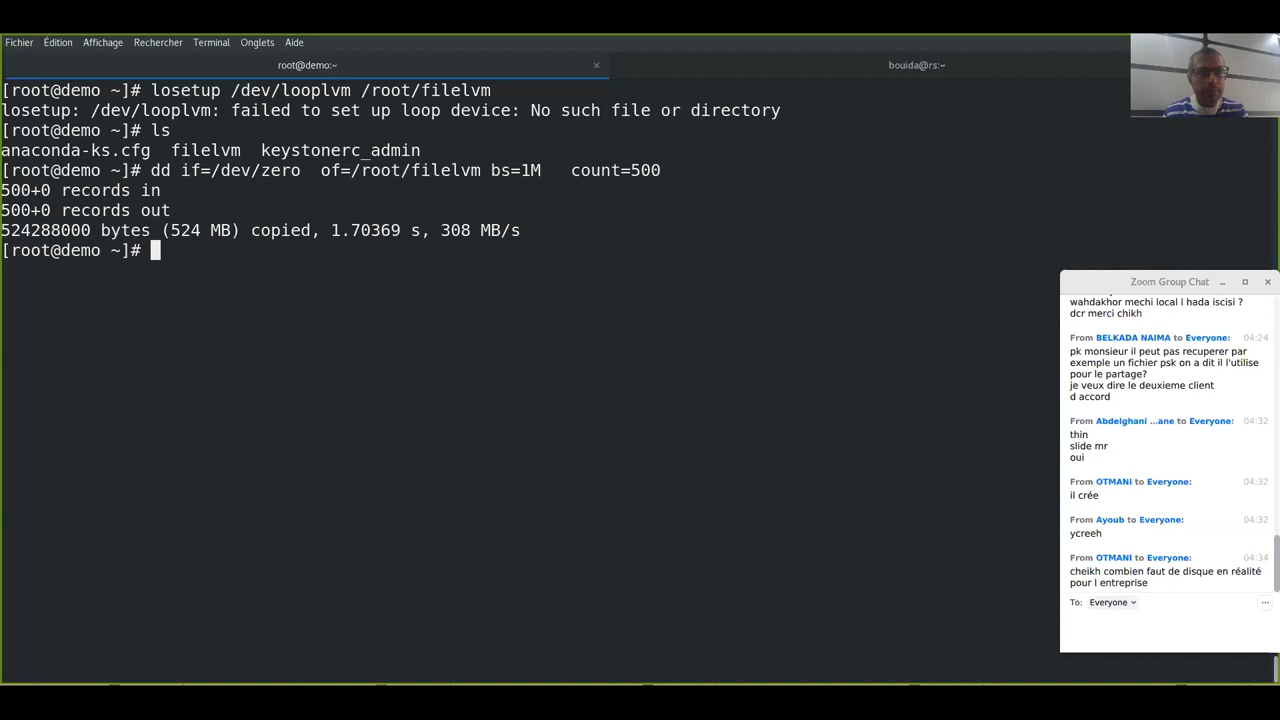 Fichier Édition Affichage Rechercher Terminal Onglets Aide
root@demo:~ × bouida@rs:~
[root@demo ~]# losetup /dev/looplvm /root/filelvm
losetup: /dev/looplvm: failed to set up loop device: No such file or directory
[root@demo ~]# ls
anaconda-ks.cfg filelvm keystonerc_admin
[root@demo ~]# dd if=/dev/zero of=/root/filelvm bs=1M count=500
500+0 records in
500+0 records out
524288000 bytes (524 MB) copied, 1.70369 s, 308 MB/s
[root@demo ~]#
Zoom Group Chat
wahdakhor mechi local l hada iscisi ?
dcr merci chikh
From BELKADA NAIMA to Everyone: 04:24
pk monsieur il peut pas recuperer par
exemple un fichier psk on a dit il l'utilise
pour le partage?
je veux dire le deuxieme client
d accord
From Abdelghani ...ane to Everyone: 04:32
thin
slide mr
oui
From OTMANI to Everyone: 04:32
il crée
From Ayoub to Everyone: 04:32
ycreeh
From OTMANI to Everyone: 04:34
cheikh combien faut de disque en réalité
pour l entreprise
To: Everyone